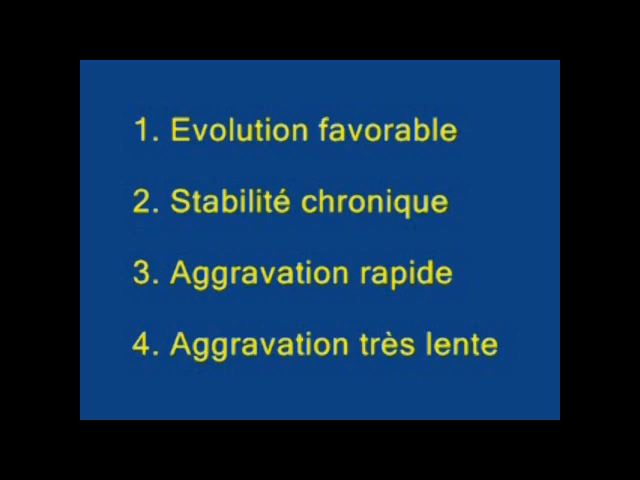 1. Evolution favorable
2. Stabilité chronique
3. Aggravation rapide
4. Aggravation très lente